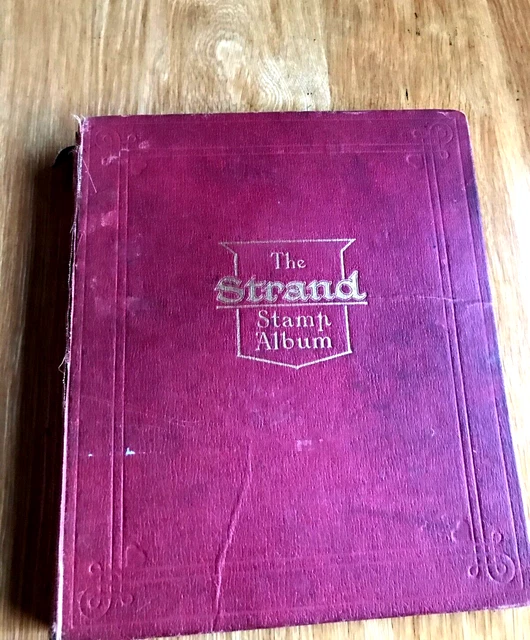 The
Strand
Stamp
Album